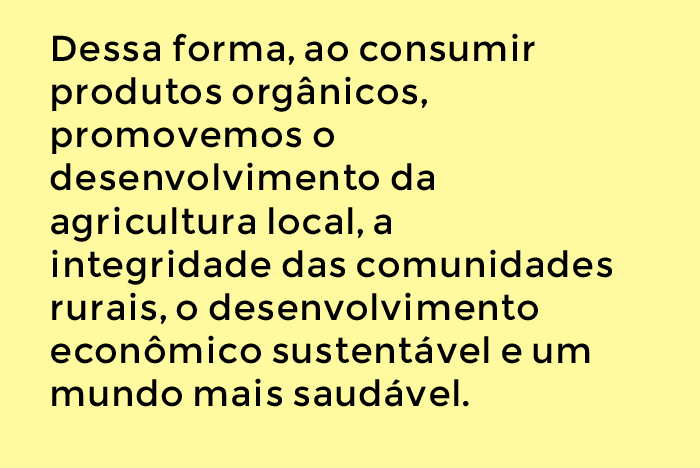 Dessa forma, ao consumir
produtos orgânicos,
promovemos o
desenvolvimento da
agricultura local, a
integridade das comunidades
rurais, o desenvolvimento
econômico sustentável e um
mundo mais saudável.